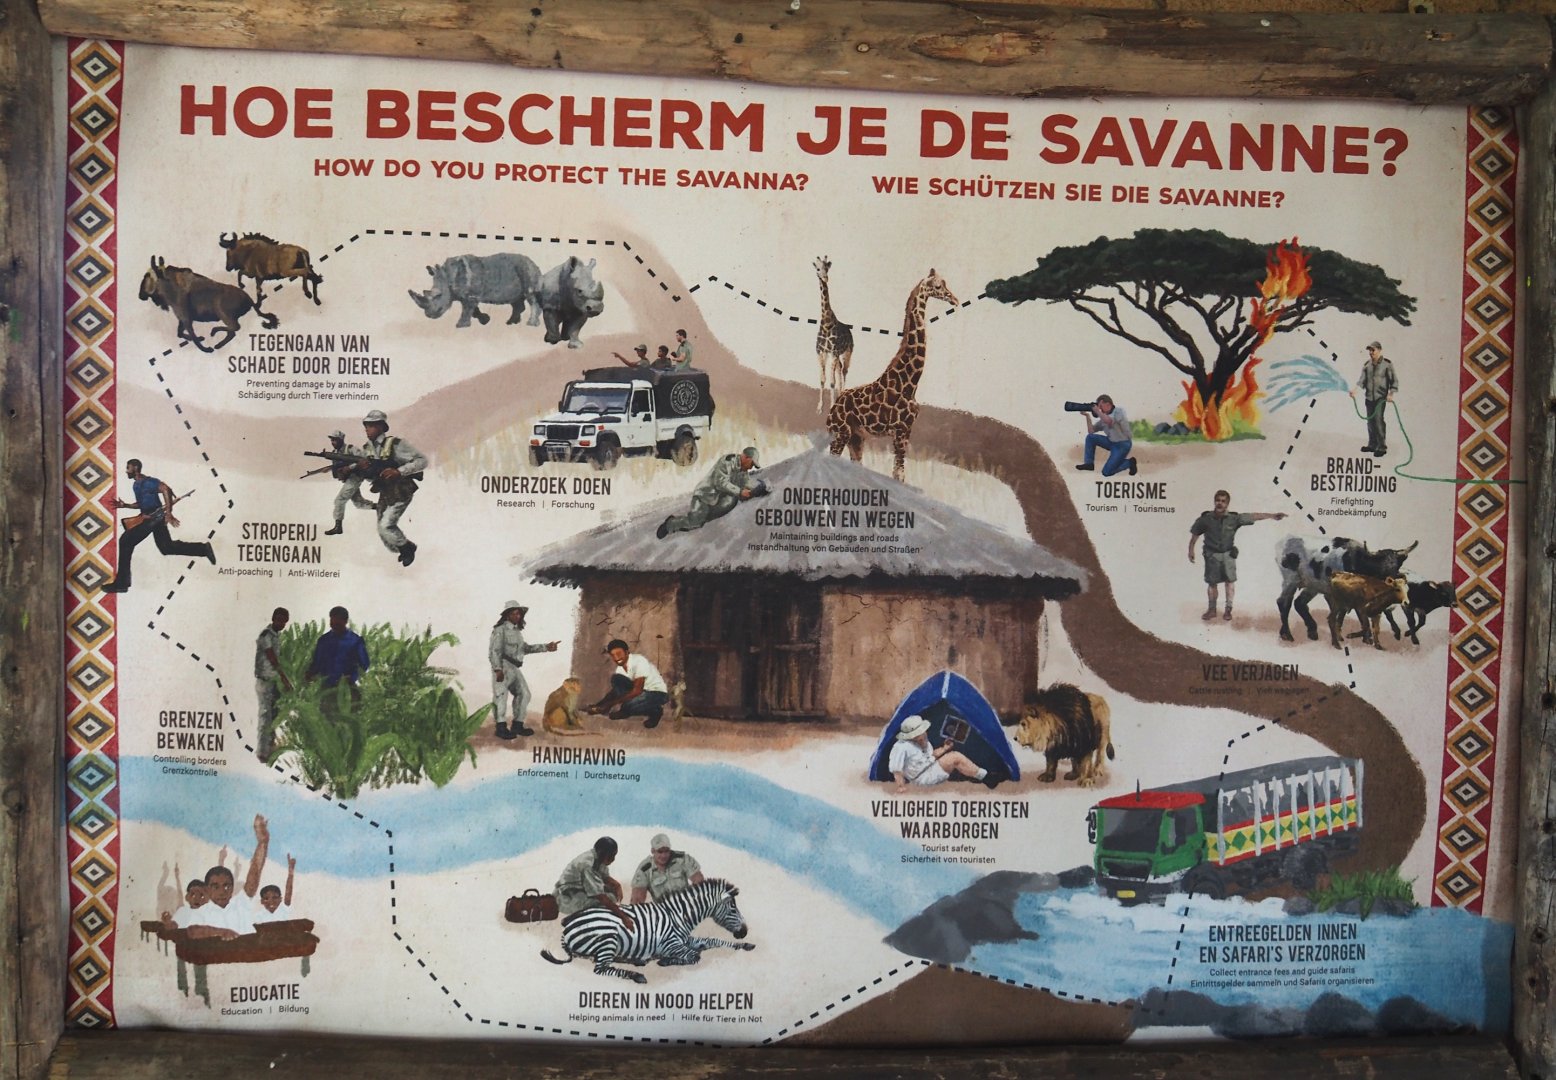 HOE BESCHERM JE DE SAVANNE?
HOW DO YOU PROTECT THE SAVANNA? WIE SCHÜTZEN SIE DIE SAVANNE?
TEGENGAAN VAN
SCHADE DOOR DIEREN
Preventing damage by animals
Schädigung durch Tiere verhindern
ONDERZOEK DOEN
Research | Forschung
TOERISME
Tourism | Tourismus
BRAND-
BESTRIJDING
Firefighting
Brandbekämpfung
STROPERIJ
TEGENGAAN
Anti-poaching | Anti-Wilderei
ONDERHOUDEN
GEBOUWEN EN WEGEN
Maintaining buildings and roads
Instandhaltung von Gebäuden und Straßen
VEE VERJAGEN
Cattle rustling | Vieh wegjagen
GRENZEN
BEWAKEN
Controlling borders
Grenzkontrolle
HANDHAVING
Enforcement | Durchsetzung
VEILIGHEID TOERISTEN
WAARBORGEN
Tourist safety
Sicherheit von touristen
EDUCATIE
Education | Bildung
DIEREN IN NOOD HELPEN
Helping animals in need | Hilfe für Tiere in Not
ENTREEGELDEN INNEN
EN SAFARI'S VERZORGEN
Collect entrance fees and guide safaris
Eintrittsgelder sammeln und Safaris organisieren